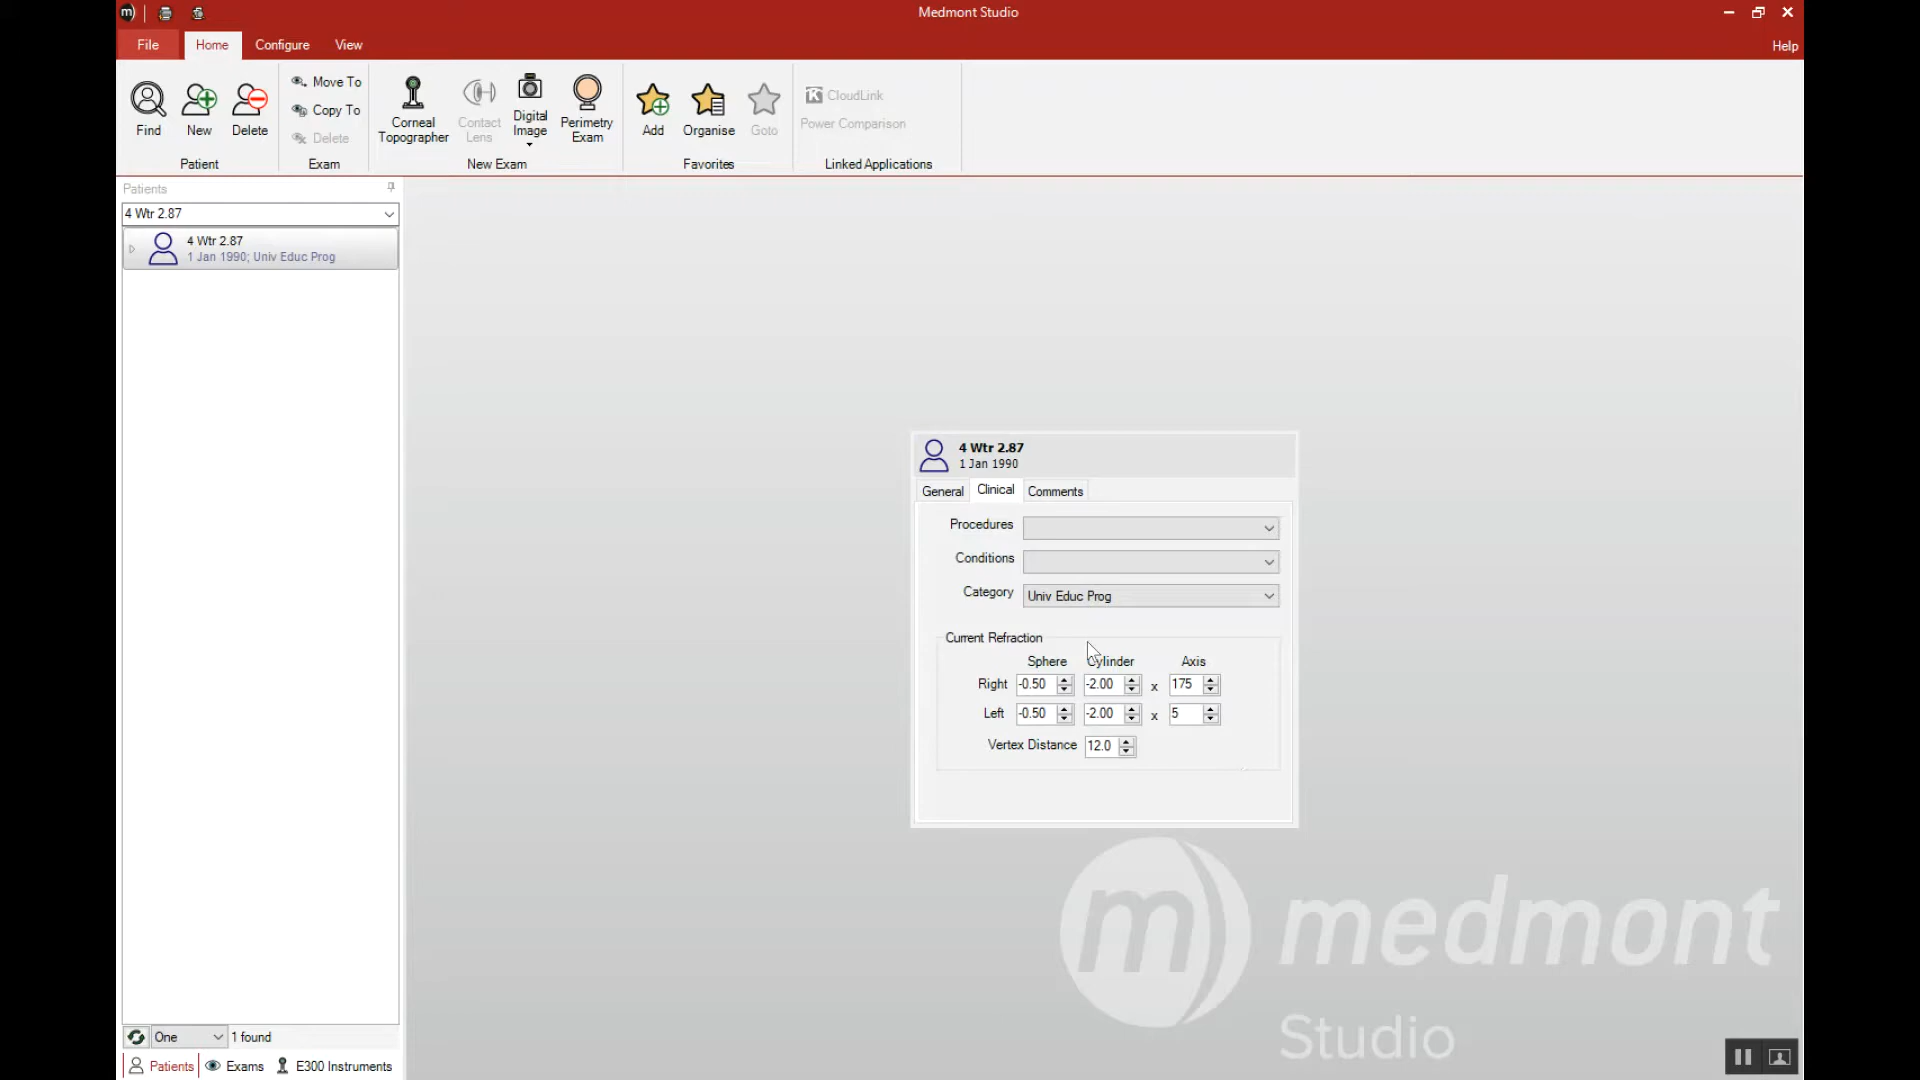 m Medmont Studio
File Home Configure View Help
Find New Delete
Patient
Move To
Copy To
Delete
Exam
Corneal Topographer
Contact Lens
Digital Image
Perimetry Exam
New Exam
Add Organise Goto
Favorites
CloudLink
Power Comparison
Linked Applications
Patients
4 Wtr 2.87
4 Wtr 2.87
1 Jan 1990; Univ Educ Prog
4 Wtr 2.87
1 Jan 1990
General Clinical Comments
Procedures
Conditions
Category Univ Educ Prog
Current Refraction
Sphere Cylinder Axis
Right -0.50 -2.00 x 175
Left -0.50 -2.00 x 5
Vertex Distance 12.0
m medmont
Studio
One 1 found
Patients Exams E300 Instruments